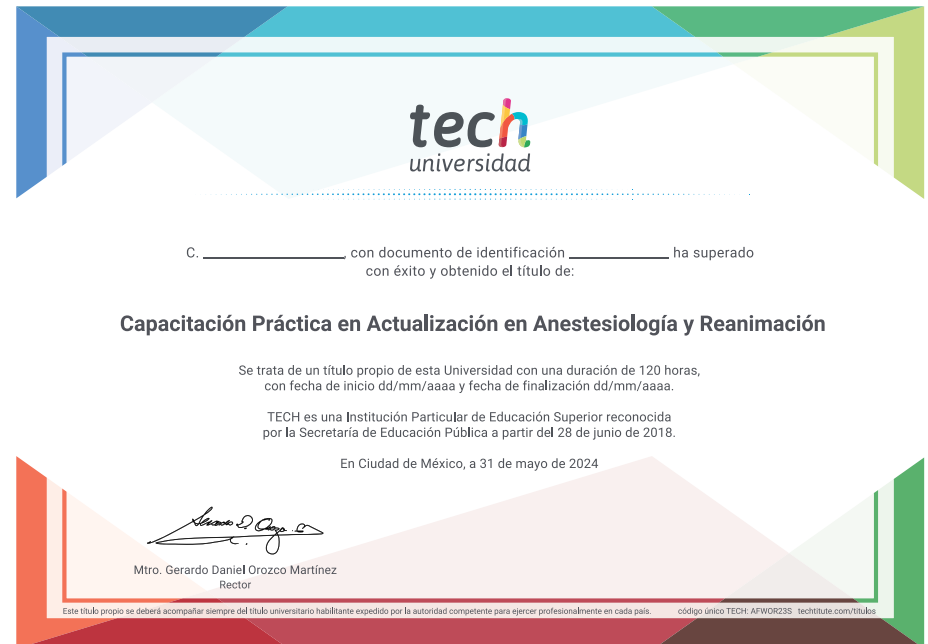 tech
universidad
C. ____________, con documento de identificación ____________ ha superado
con éxito y obtenido el título de:
Capacitación Práctica en Actualización en Anestesiología y Reanimación
Se trata de un título propio de esta Universidad con una duración de 120 horas,
con fecha de inicio dd/mm/aaaa y fecha de finalización dd/mm/aaaa.
TECH es una Institución Particular de Educación Superior reconocida
por la Secretaría de Educación Pública a partir del 28 de junio de 2018.
En Ciudad de México, a 31 de mayo de 2024
Mtro. Gerardo Daniel Orozco Martínez
Rector
Este título propio se deberá acompañar siempre del título universitario habilitante expedido por la autoridad competente para ejercer profesionalmente en cada país. código único TECH: AFWOR23S techtitute.com/titulos